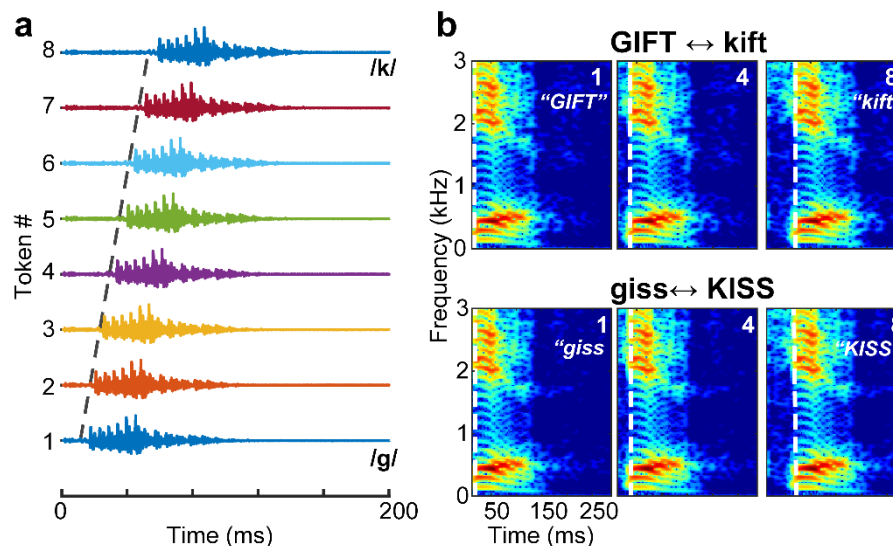 a
8
7
6
5
4
3
2
1
/k/
/g/
Token #
0
200
Time (ms)
b
GIFT ↔ kift
3
2
1
0
1
"GIFT"
4
8
"kift
Frequency (kHz)
giss↔ KISS
3
2
1
0
1
"giss
4
"KISS
50 150 250
Time (ms)